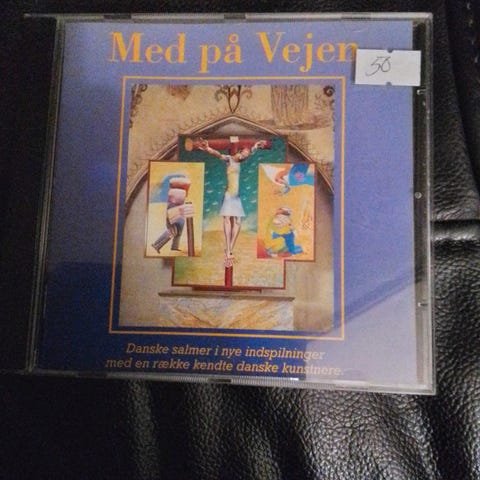 Med på Vejen
50
Danske salmer i nye indspilninger
med en række kendte danske kunstnere.